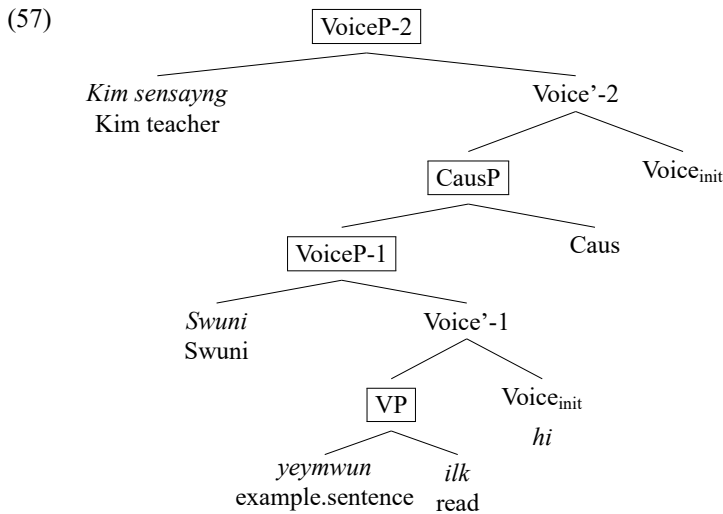 (57)
VoiceP-2
Kim sensayng
Kim teacher
Voice’-2
CausP
Voiceinit
VoiceP-1
Caus
Swuni
Swuni
Voice’-1
VP
Voiceinit
hi
yeymwun
example.sentence
ilk
read